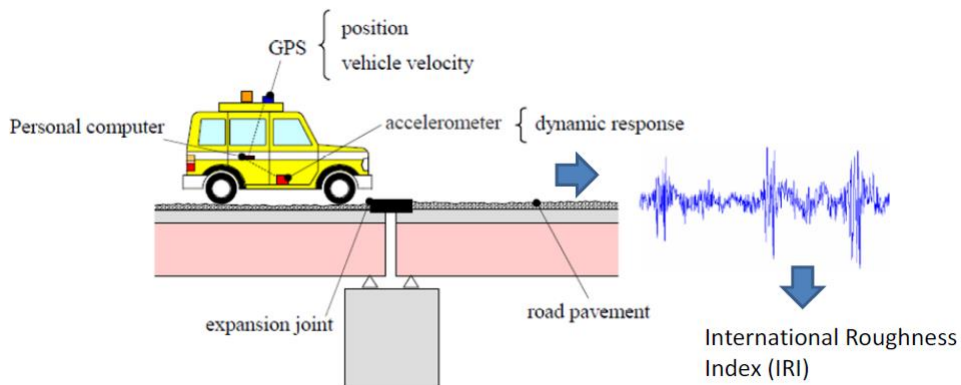 position
GPS
vehicle velocity
Personal computer
accelerometer
dynamic response
expansion joint
road pavement
International Roughness
Index (IRI)